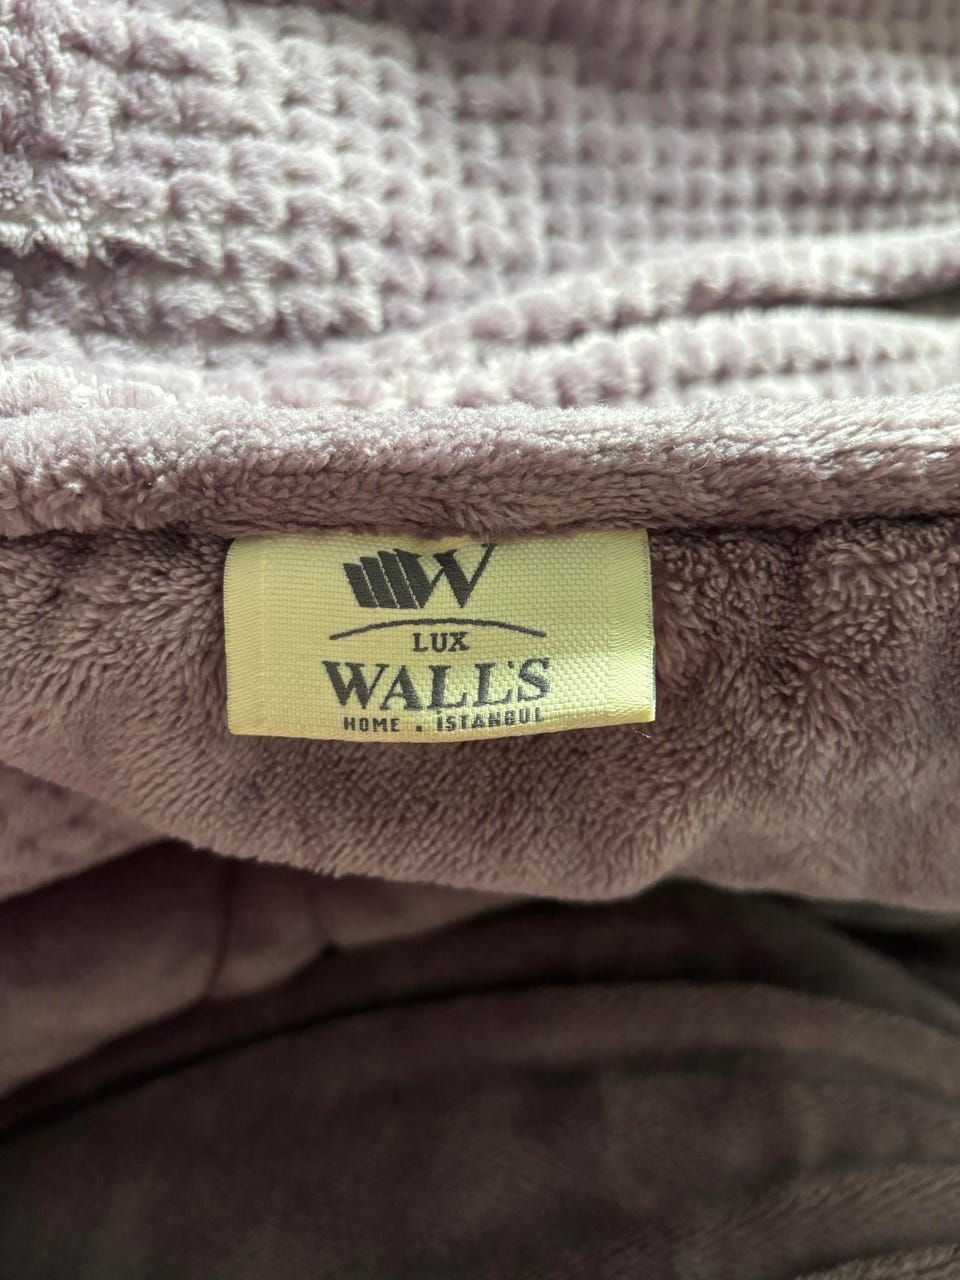 W
LUX
WALL'S
HOME . İSTANBUL